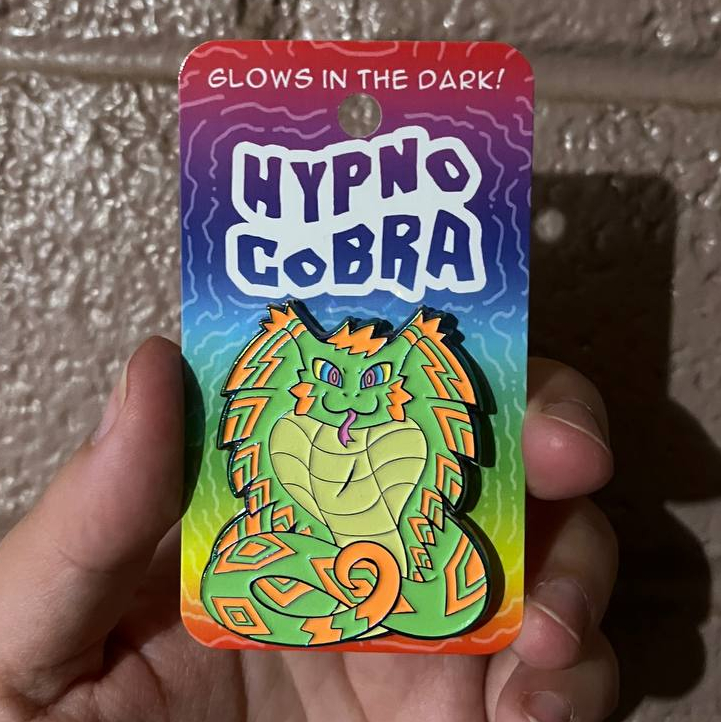 GLOWS IN THE DARK!
HYPNO
COBRA